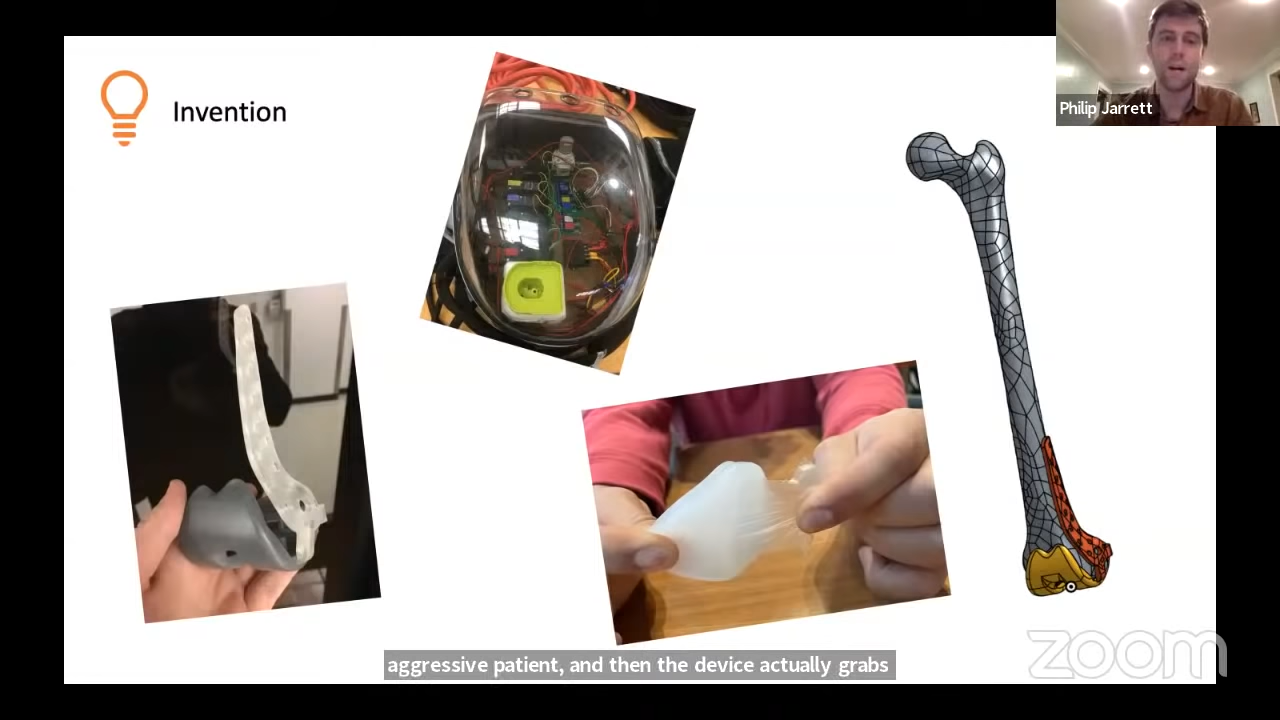 Invention
Philip Jarrett
aggressive patient, and then the device actually grabs
zoom